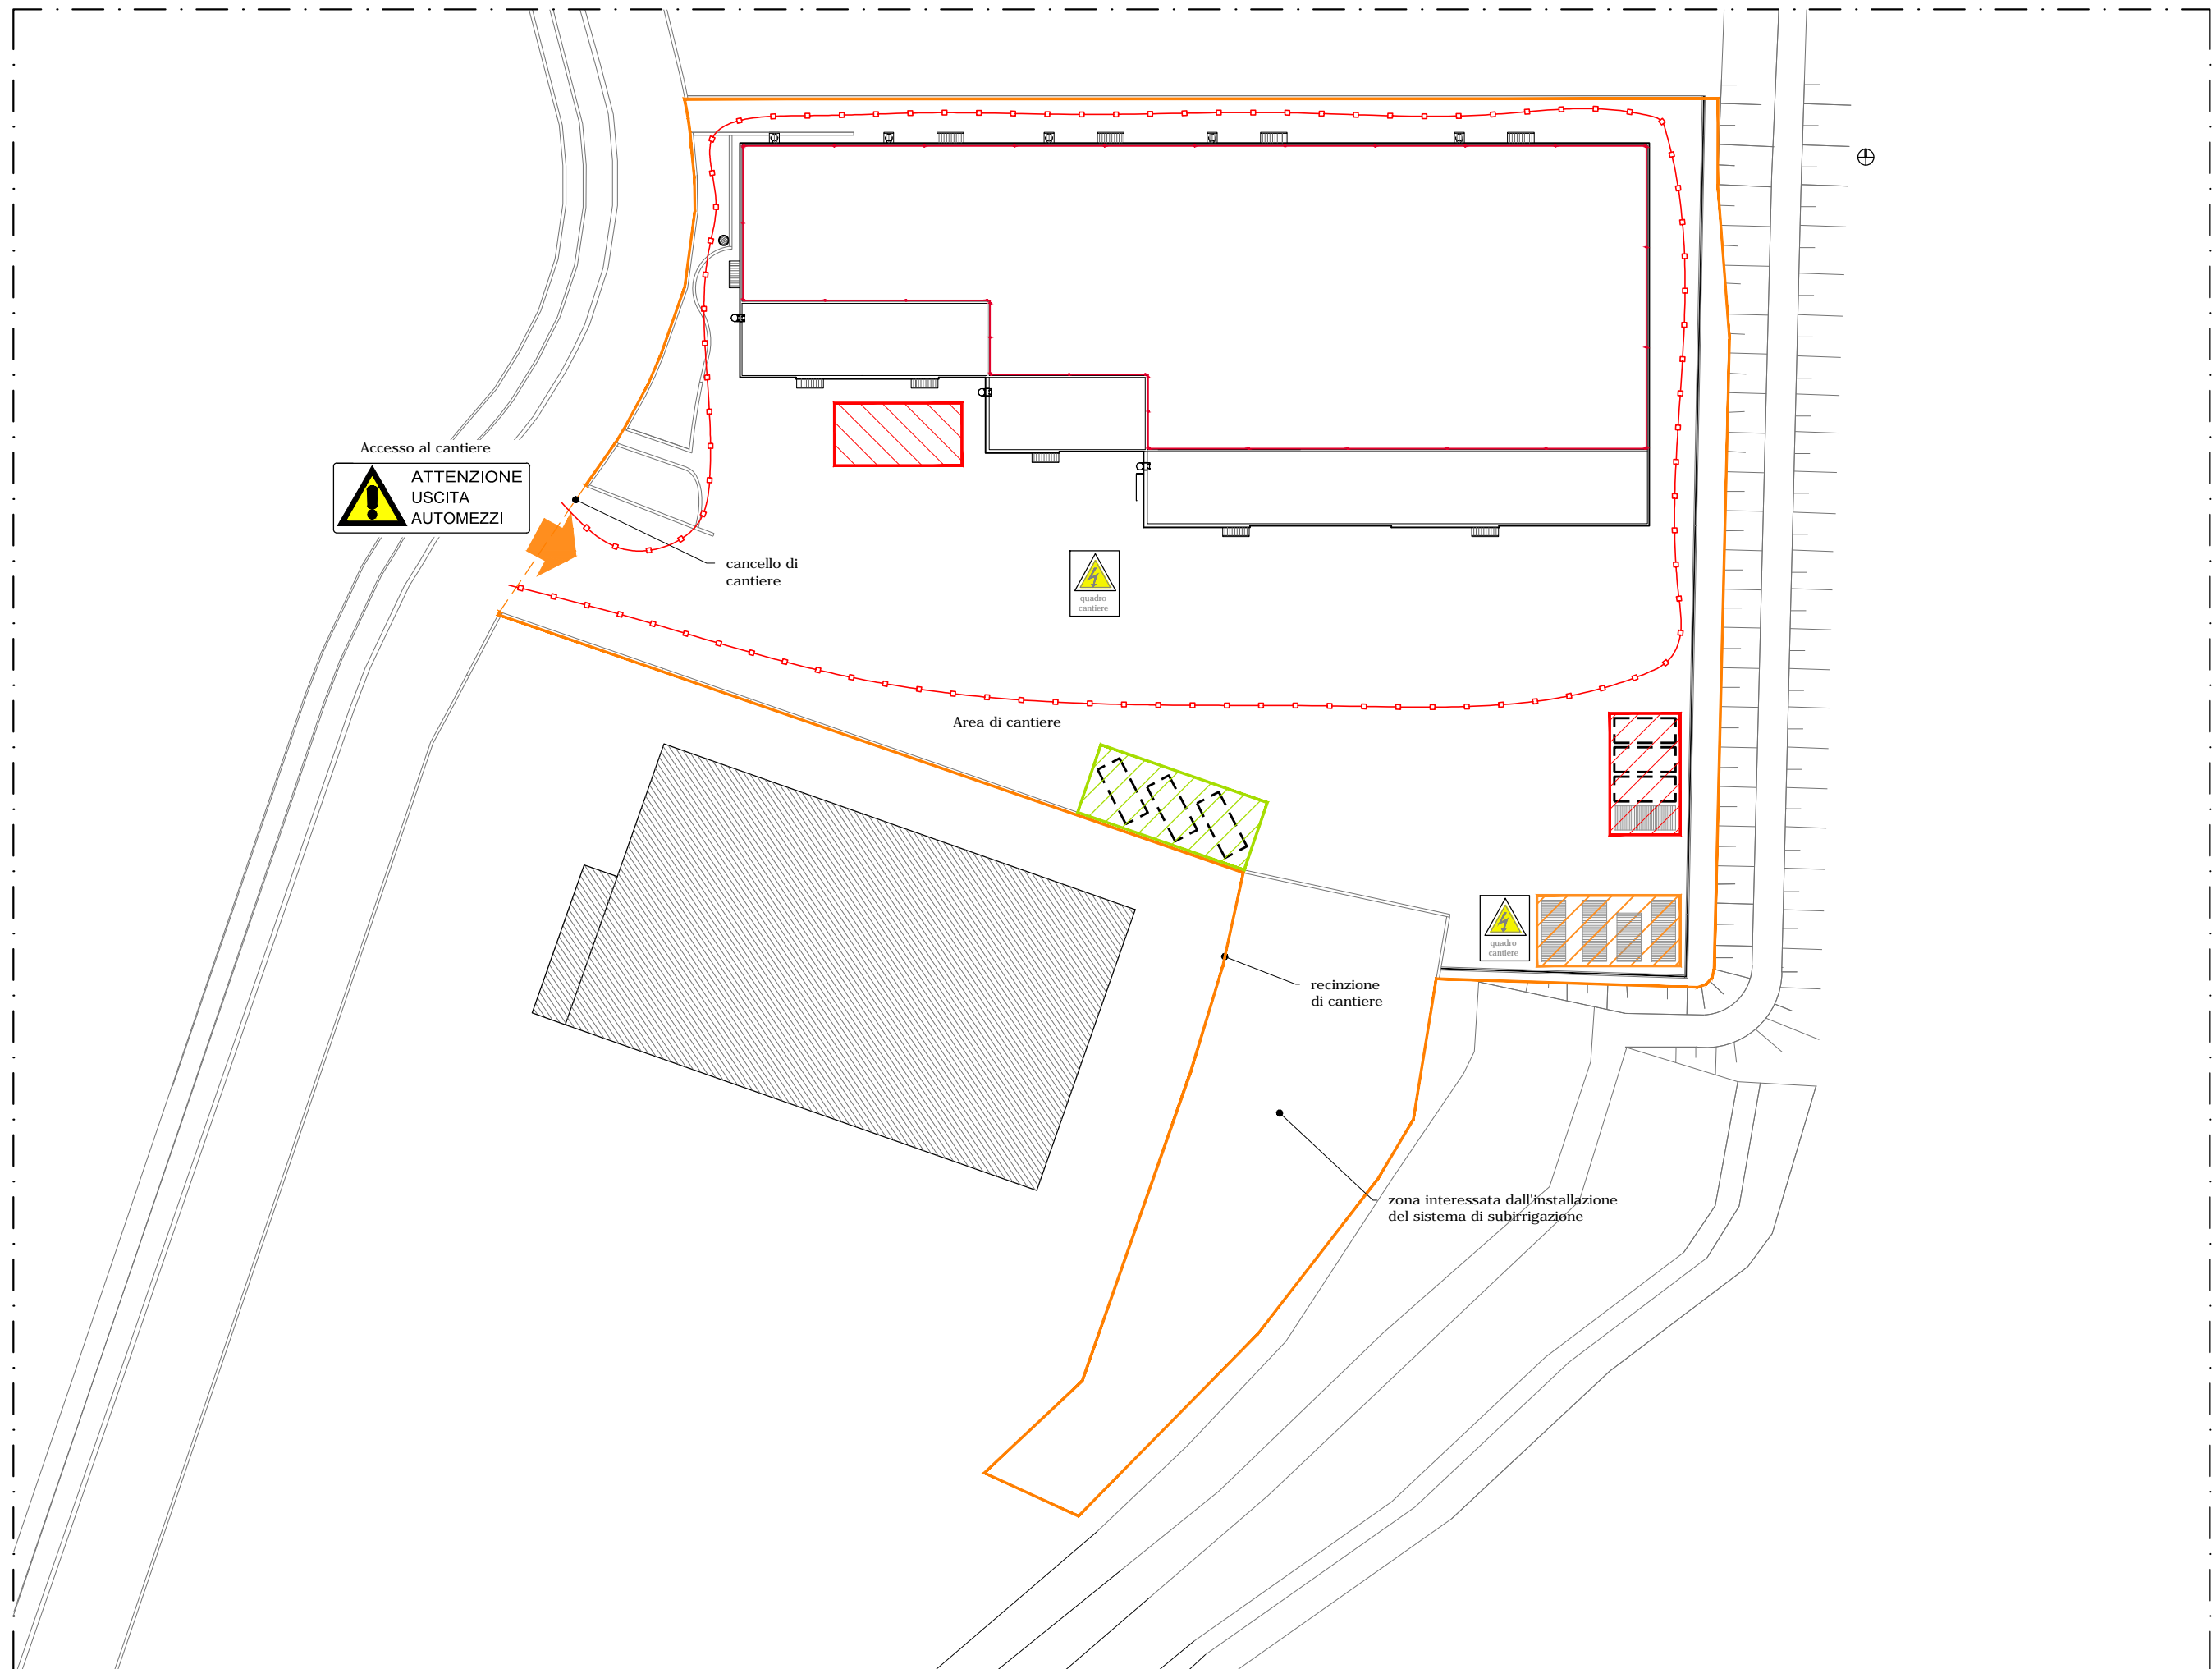 Accesso al cantiere
ATTENZIONE
USCITA
AUTOMEZZI
cancello di
cantiere
quadro
cantiere
Area di cantiere
quadro
cantiere
recinzione
di cantiere
zona interessata dall'installazione
del sistema di subirrigazione